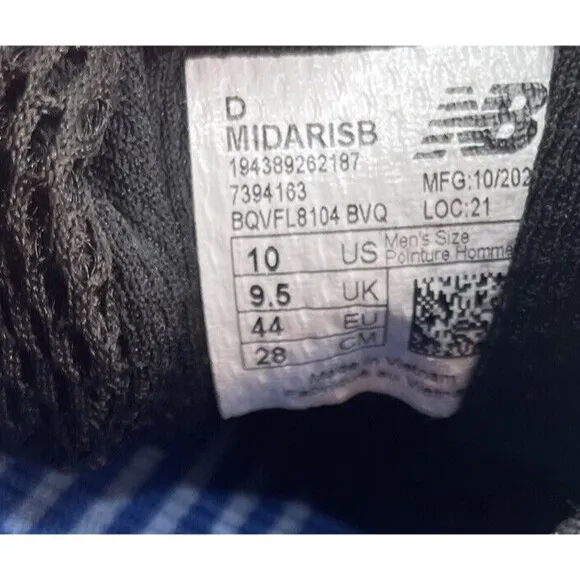 D
MIDARISB
NB
194389262187
7394163
MFG:10/202
BQVFL8104 BVQ
LOC:21
10 US Men's Size
Pointure Homme
9.5 UK
44 EU
28 CM
Made in Vietnam